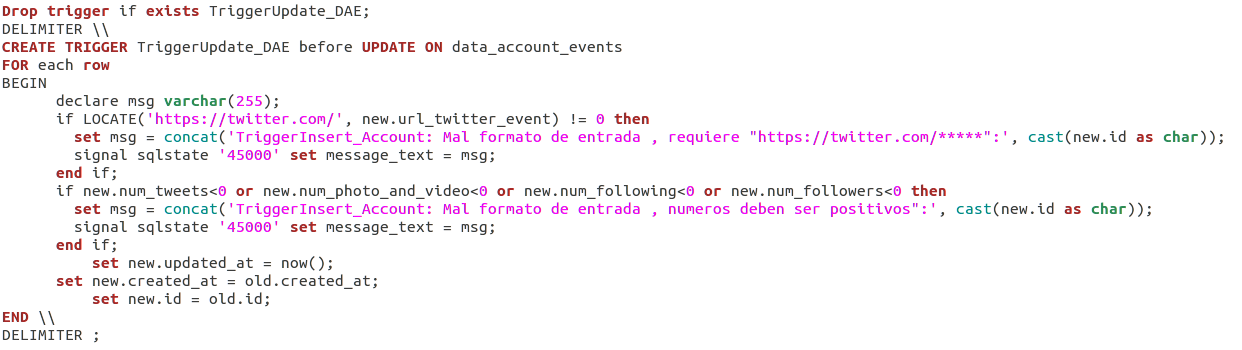 Drop trigger if exists TriggerUpdate_DAE;
DELIMITER \\
CREATE TRIGGER TriggerUpdate_DAE before UPDATE ON data_account_events
FOR each row
BEGIN
      declare msg varchar(255);
      if LOCATE('https://twitter.com/', new.url_twitter_event) != 0 then
        set msg = concat('TriggerInsert_Account: Mal formato de entrada , requiere "https://twitter.com/*****":', cast(new.id as char));
        signal sqlstate '45000' set message_text = msg;
      end if;
      if new.num_tweets<0 or new.num_photo_and_video<0 or new.num_following<0 or new.num_followers<0 then
        set msg = concat('TriggerInsert_Account: Mal formato de entrada , numeros deben ser positivos":', cast(new.id as char));
        signal sqlstate '45000' set message_text = msg;
      end if;
          set new.updated_at = now();
      set new.created_at = old.created_at;
          set new.id = old.id;
END \\
DELIMITER ;